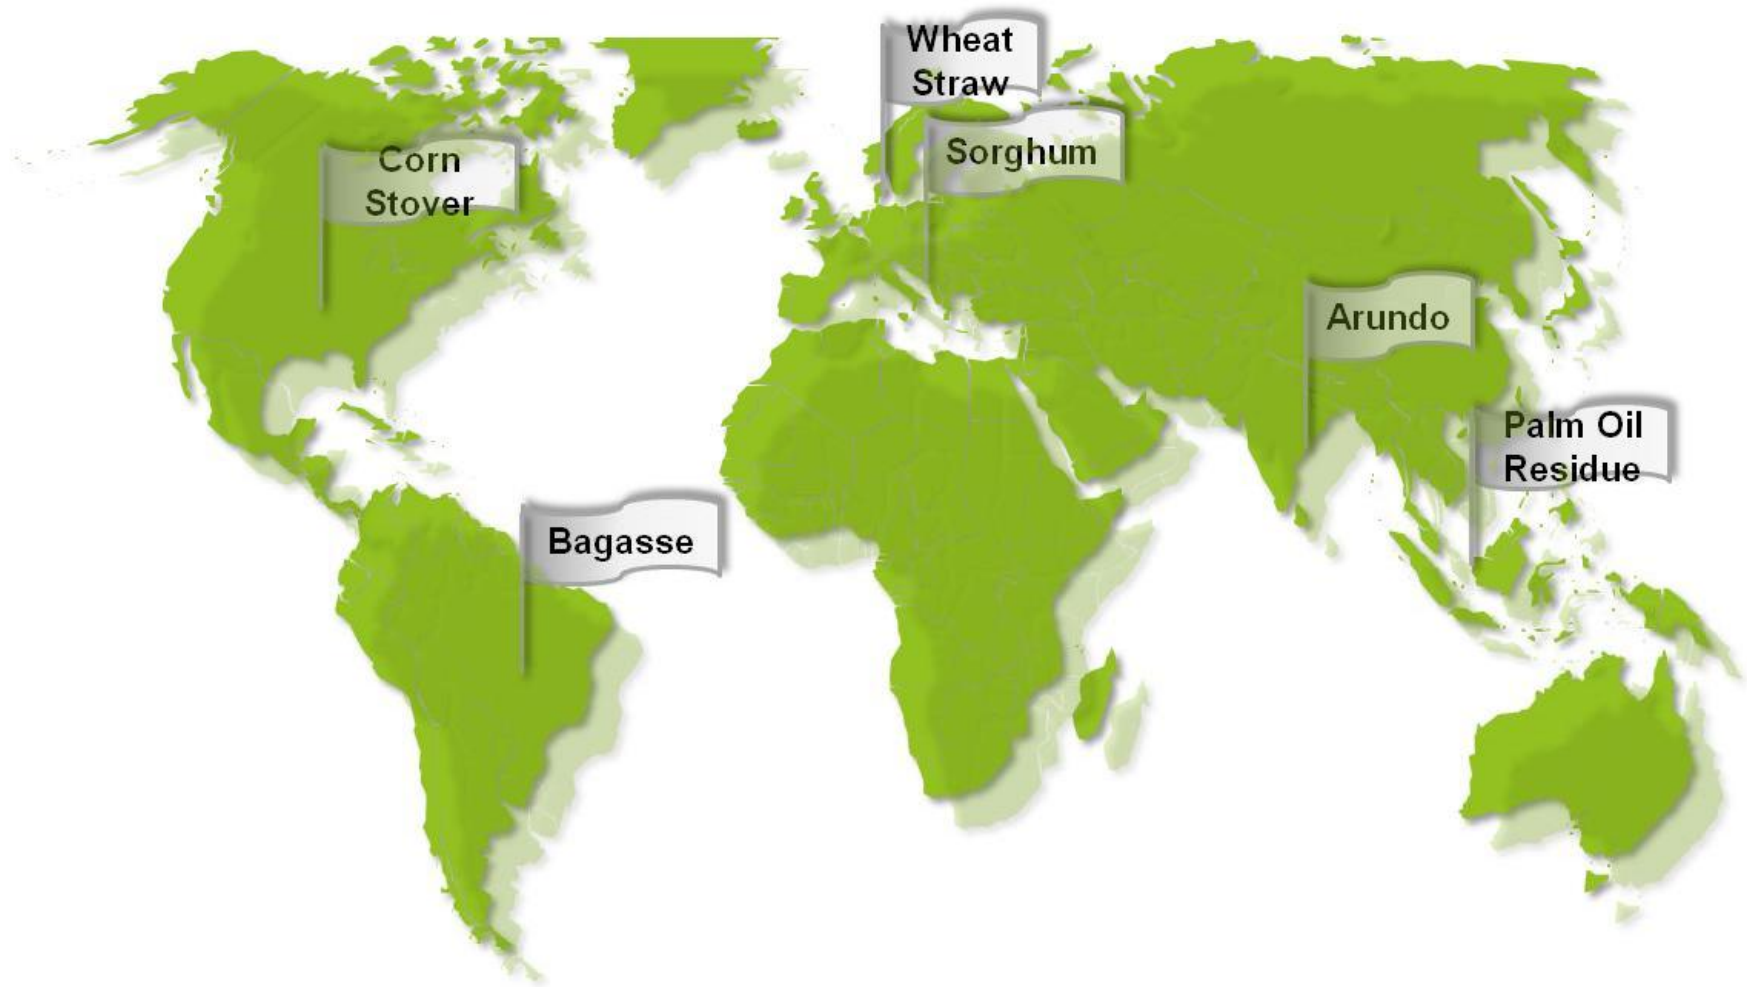 Wheat
Straw
Corn
Stover
Sorghum
Arundo
Palm Oil
Residue
Bagasse